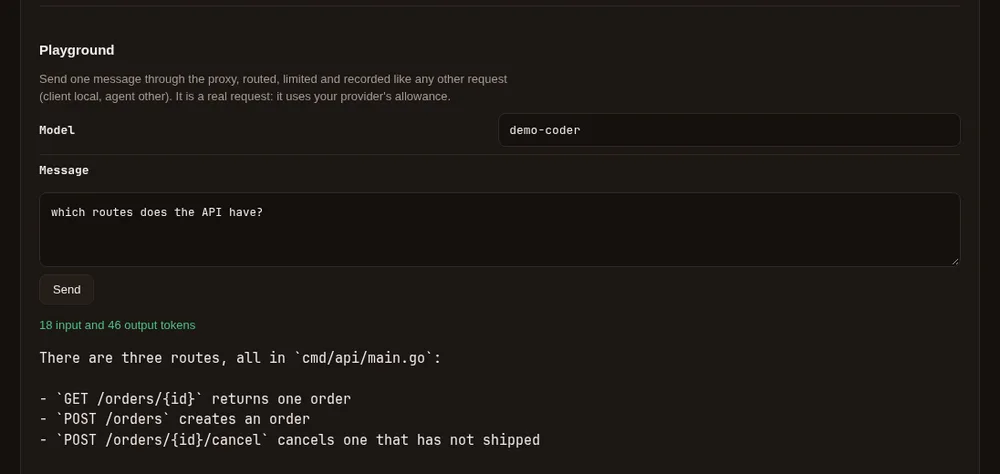 Playground
Send one message through the proxy, routed, limited and recorded like any other request
(client local, agent other). It is a real request: it uses your provider's allowance.
Model
demo-coder
Message
which routes does the API have?
Send
18 input and 46 output tokens
There are three routes, all in `cmd/api/main.go`:
- `GET /orders/{id}` returns one order
- `POST /orders` creates an order
- `POST /orders/{id}/cancel` cancels one that has not shipped